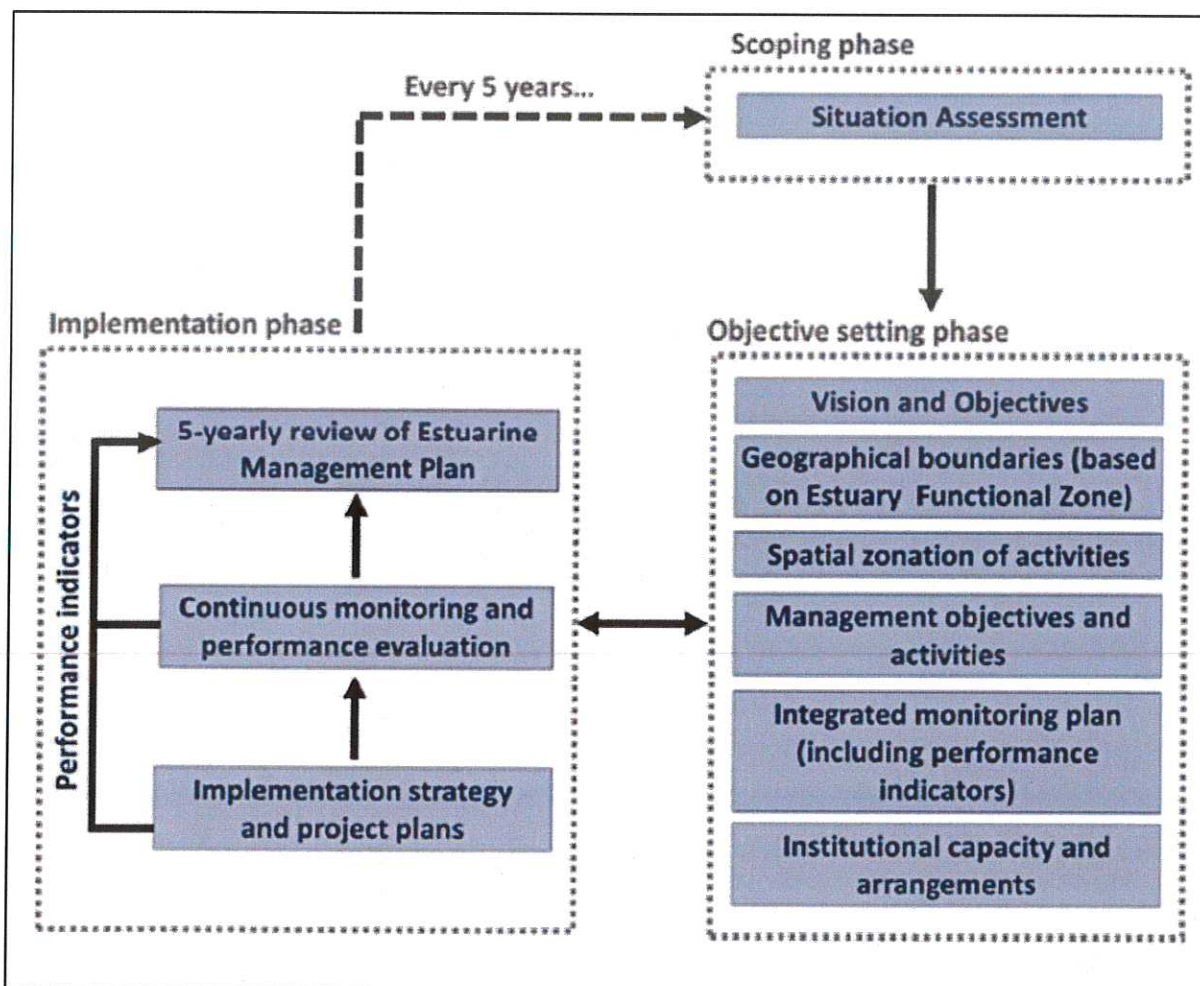 Scoping phase
Every 5 years...
Situation Assessment
Implementation phase
Objective setting phase
Performance indicators
5-yearly review of Estuarine
Management Plan
Continuous monitoring and
performance evaluation
Implementation strategy
and project plans
Vision and Objectives
Geographical boundaries (based
on Estuary Functional Zone)
Spatial zonation of activities
Management objectives and
activities
Integrated monitoring plan
(including performance
indicators)
Institutional capacity and
arrangements